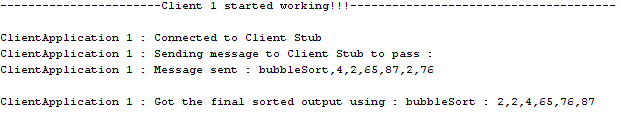 -----------------------Client 1 started working!!!--------------------------------------
ClientApplication 1 : Connected to Client Stub
ClientApplication 1 : Sending message to Client Stub to pass :
ClientApplication 1 : Message sent : bubbleSort,4,2,65,87,2,76
ClientApplication 1 : Got the final sorted output using : bubbleSort : 2,2,4,65,76,87